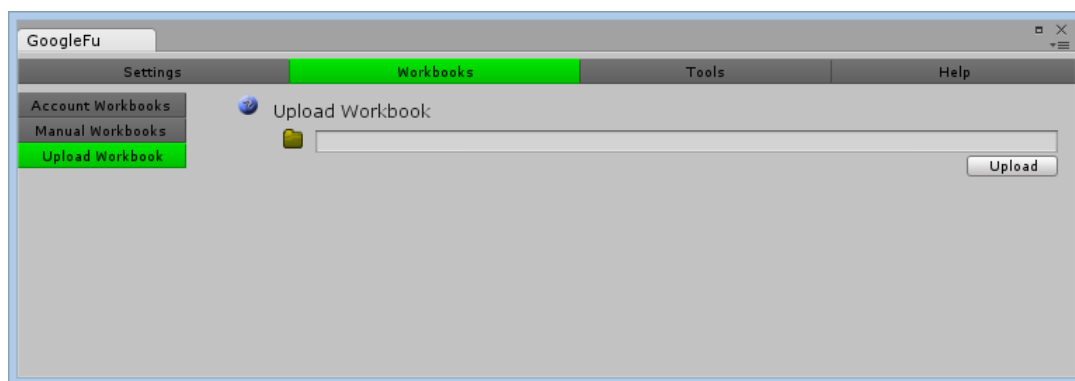 GoogleFu
Settings Workbooks Tools Help
Account Workbooks
Manual Workbooks
Upload Workbook
Upload Workbook
Upload